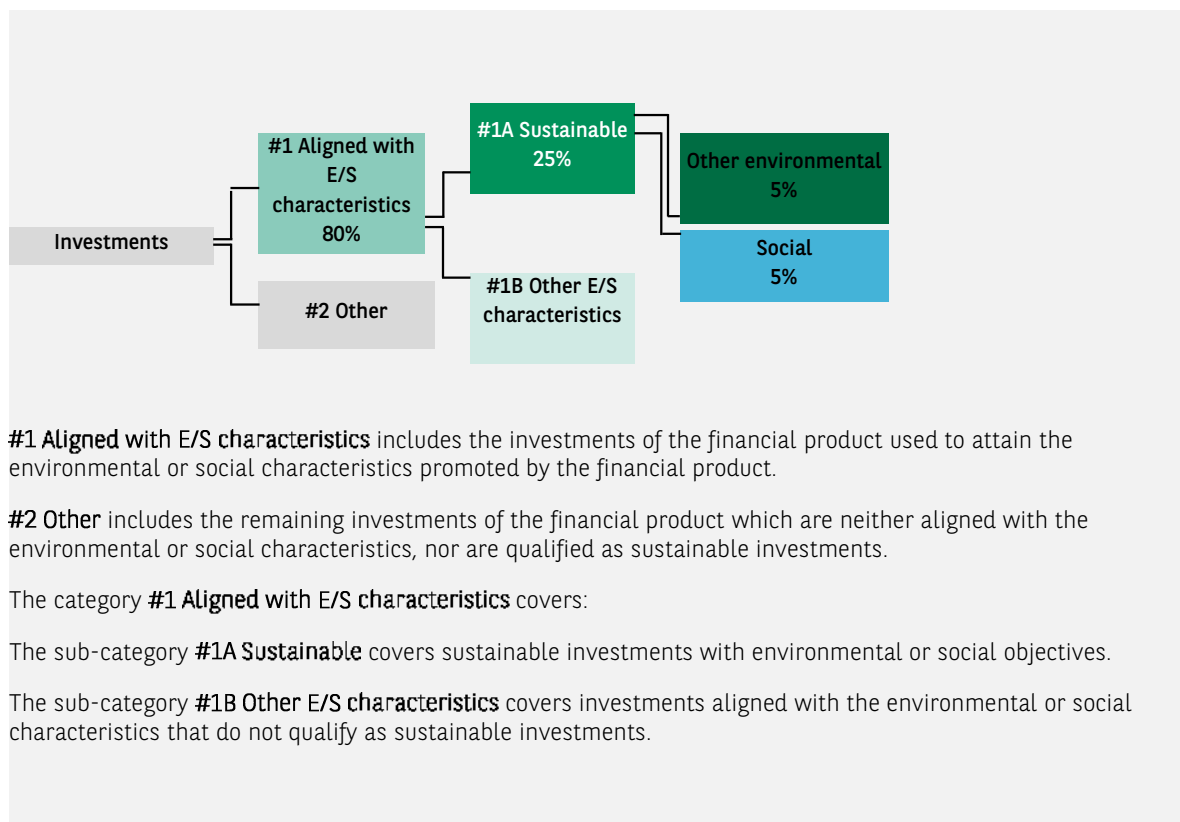 #1A Sustainable
25%
#1 Aligned with
E/S
characteristics
80%
Other environmental
5%
Investments
Social
5%
#2 Other
#1B Other E/S
characteristics
#1 Aligned with E/S characteristics includes the investments of the financial product used to attain the
environmental or social characteristics promoted by the financial product.
#2 Other includes the remaining investments of the financial product which are neither aligned with the
environmental or social characteristics, nor are qualified as sustainable investments.
The category #1 Aligned with E/S characteristics covers:
The sub-category #1A Sustainable covers sustainable investments with environmental or social objectives.
The sub-category #1B Other E/S characteristics covers investments aligned with the environmental or social
characteristics that do not qualify as sustainable investments.